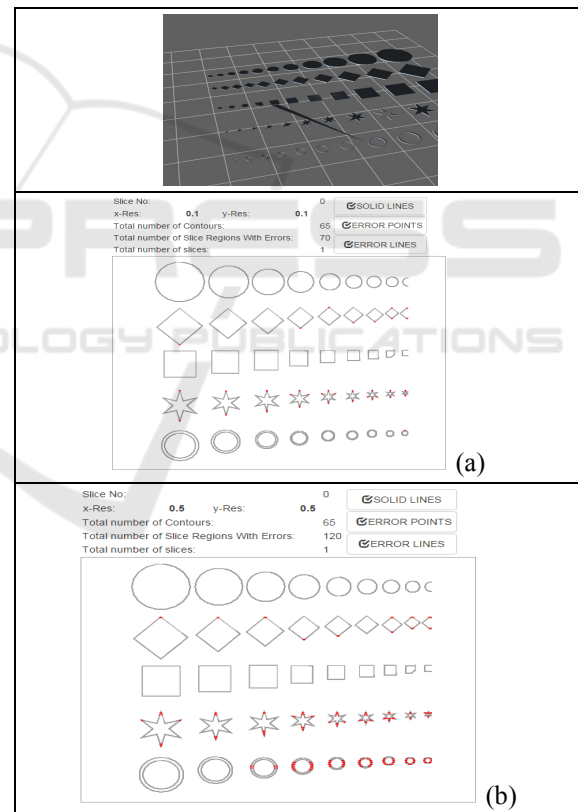 Slice No: 0 SOLID LINES
x-Res: 0.1 y-Res: 0.1
Total number of Contours: 65 ERROR POINTS
Total number of Slice Regions With Errors: 70
Total number of slices: 1 ERROR LINES
PRESS
OLOGY PUBLICATIONS
(a)
Slice No: 0 SOLID LINES
x-Res: 0.5 y-Res: 0.5
Total number of Contours: 65 ERROR POINTS
Total number of Slice Regions With Errors: 120
Total number of slices: 1 ERROR LINES
(b)